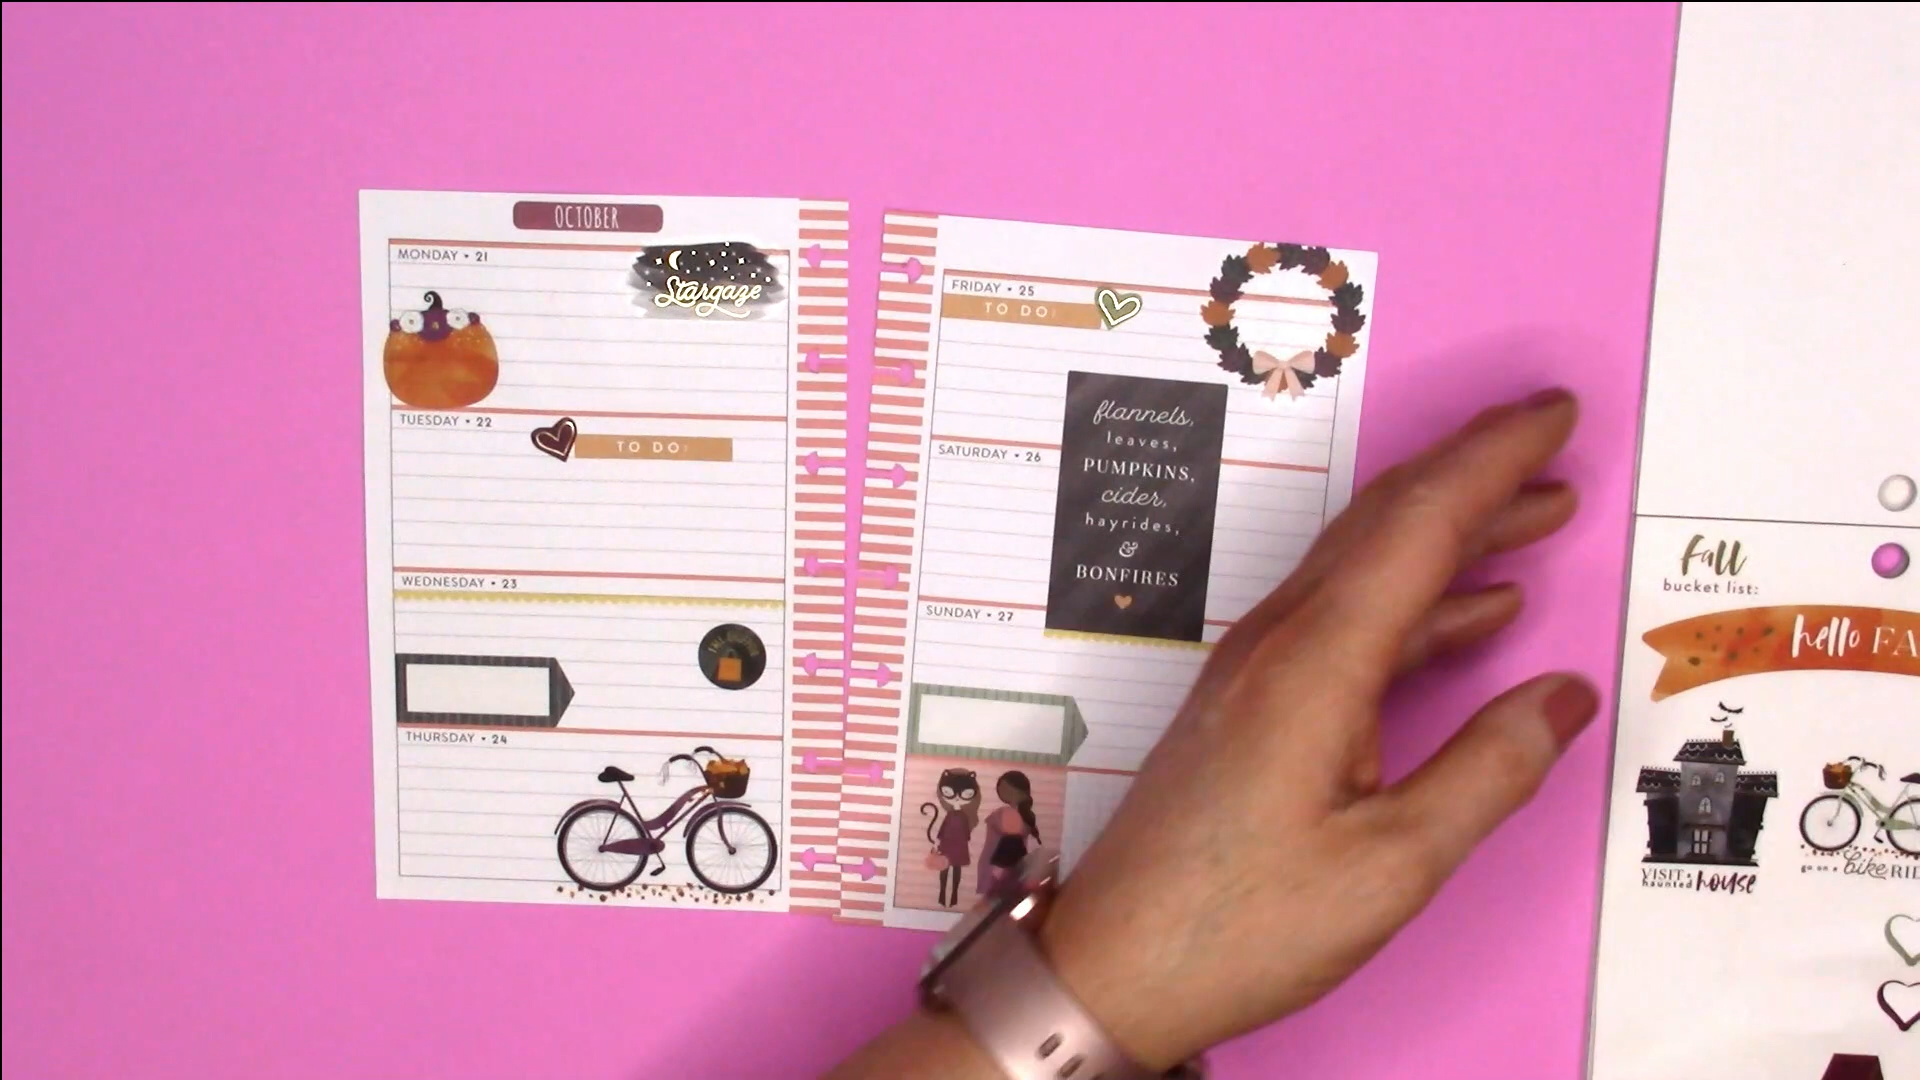 OCTOBER
MONDAY • 21
Stargaze
TUESDAY • 22
TO DO:
WEDNESDAY • 23
THURSDAY • 24
FRIDAY • 25
TO DO:
SATURDAY • 26
flannels,
leaves,
PUMPKINS,
cider,
hayrides,
&
BONFIRES
SUNDAY • 27
fall
bucket list:
hello FA
VISIT a
haunted house
go on a bike RID